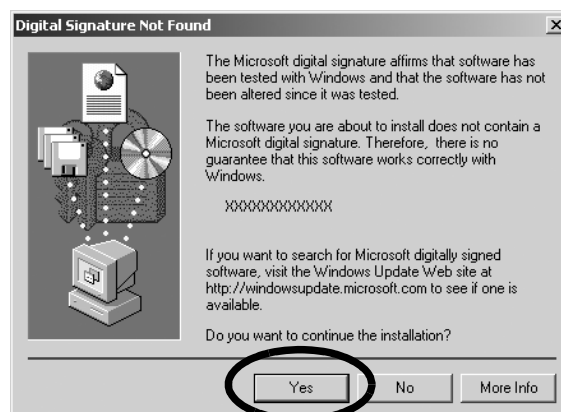 Digital Signature Not Found
The Microsoft digital signature affirms that software has
been tested with Windows and that the software has not
been altered since it was tested.
The software you are about to install does not contain a
Microsoft digital signature. Therefore, there is no
guarantee that this software works correctly with
Windows.
XXXXXXXXXXXXX
If you want to search for Microsoft digitally signed
software, visit the Windows Update Web site at
http://windowsupdate.microsoft.com to see if one is
available.
Do you want to continue the installation?
Yes No More Info